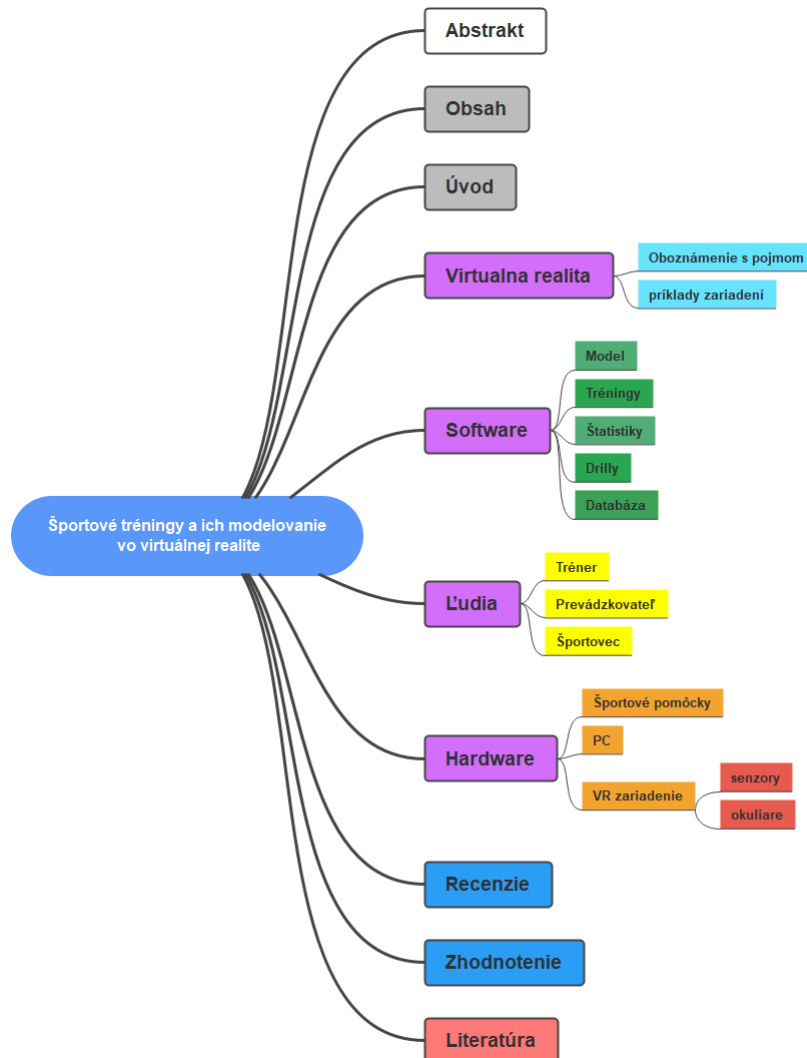 Abstrakt
Obsah
Úvod
Virtualna realita
Oboznámenie s pojmom
príklady zariadení
Software
Model
Tréningy
Štatistiky
Drilly
Databáza
Športové tréningy a ich modelovanie
vo virtuálnej realite
Ľudia
Tréner
Prevádzkovateľ
Športovec
Hardware
Športové pomôcky
PC
VR zariadenie
senzory
okuliare
Recenzie
Zhodnotenie
Literatúra